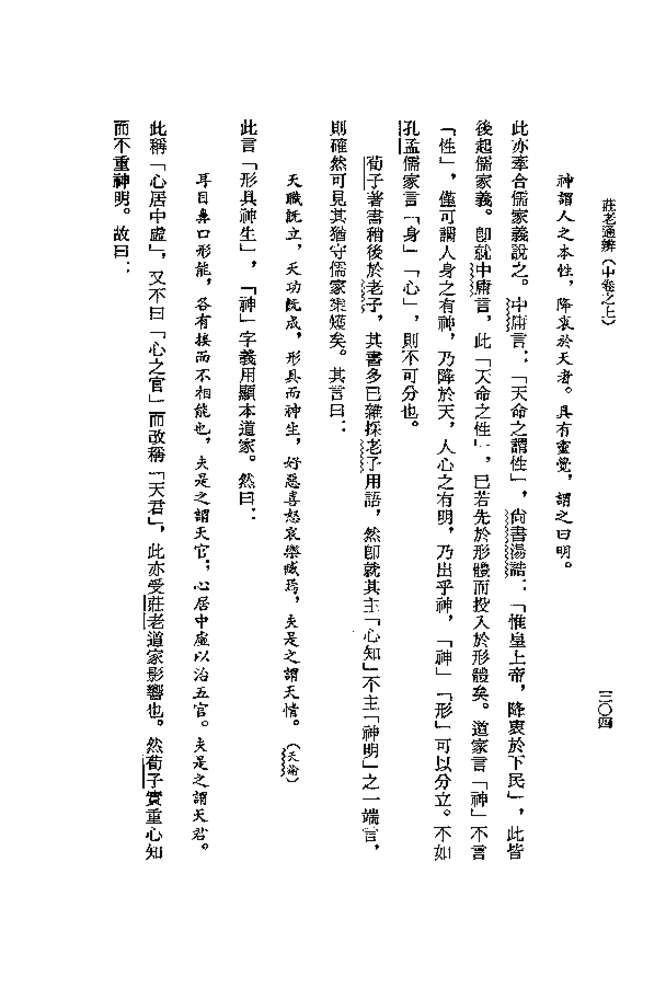 莊老通辨（中卷之上）
三〇四
神謂人之本性，降衷於天者。具有靈覺，謂之曰明。
此亦牽合儒家義說之。中庸言：「天命之謂性」，尚書湯誥：「惟皇上帝，降衷於下民」，此皆
後起儒家義。卽就中庸言，此「天命之性」，已若先於形體而投入於形體矣。道家言「神」不言
「性」，僅可謂人身之有神，乃降於天，人心之有明，乃出乎神，「神」「形」可以分立。不如
孔孟儒家言「身」「心」，則不可分也。
荀子著書稍後於老子，其書多已雜採老子用語，然卽就其主「心知」不主「神明」之一端言，
則確然可見其猶守儒家榘矱矣。其言曰：
天職旣立，天功旣成，形具而神生，好惡喜怒哀樂臧焉，夫是之謂天情。（天論）
此言「形具神生」，「神」字義用顯本道家。然曰：
耳目鼻口形能，各有接而不相能也，夫是之謂天官；心居中虛以治五官。夫是之謂天君。
此稱「心居中虛」，又不曰「心之官」而改稱「天君」，此亦受莊老道家影響也。然荀子實重心知
而不重神明。故曰：